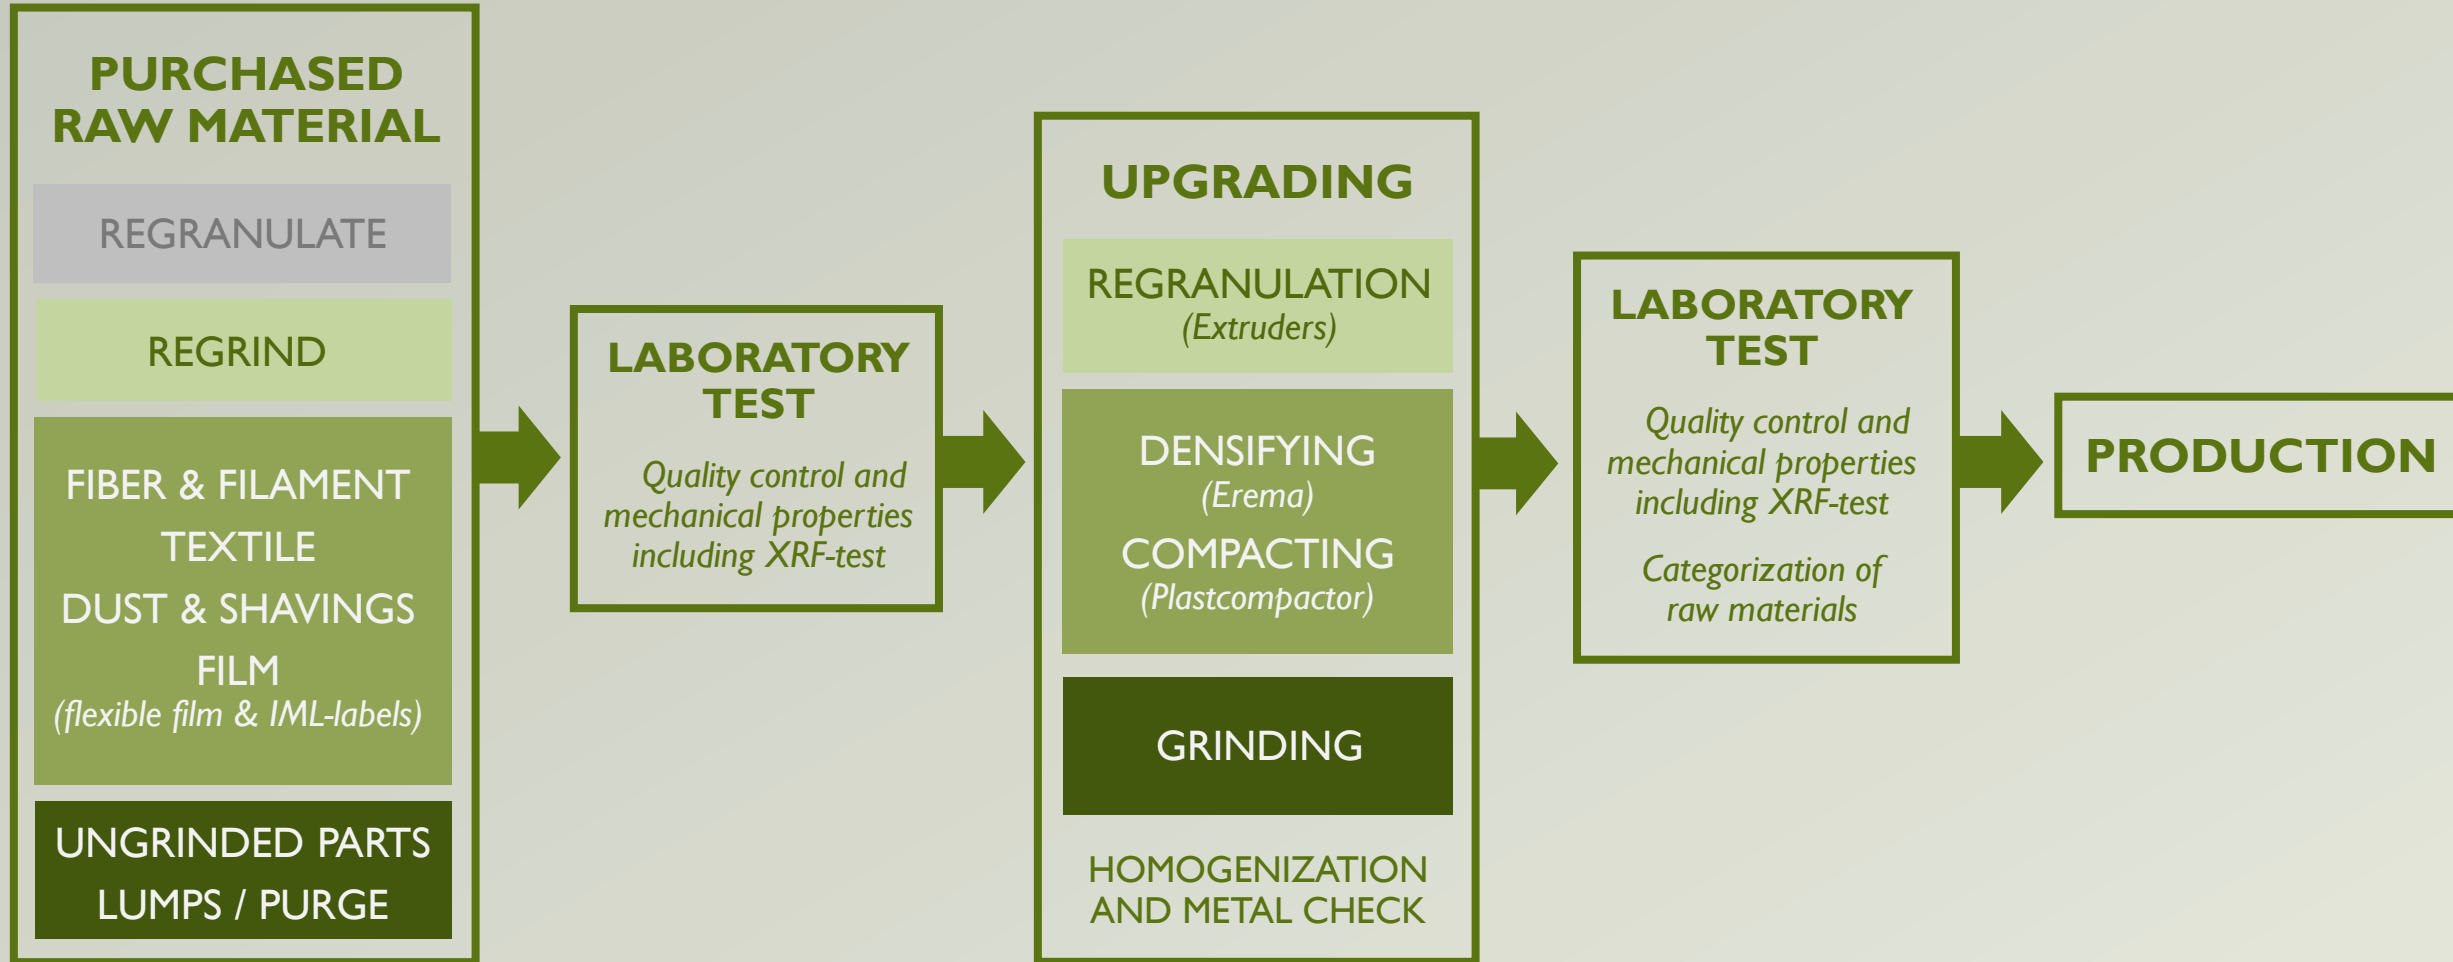 PURCHASED
RAW MATERIAL
REGRANULATE
REGRIND
FIBER & FILAMENT
TEXTILE
DUST & SHAVINGS
FILM
(flexible film & IML-labels)
UNGRINDED PARTS
LUMPS / PURGE
LABORATORY
TEST
Quality control and
mechanical properties
including XRF-test
UPGRADING
REGRANULATION
(Extruders)
DENSIFYING
(Erema)
COMPACTING
(Plastcompactor)
GRINDING
HOMOGENIZATION
AND METAL CHECK
LABORATORY
TEST
Quality control and
mechanical properties
including XRF-test
Categorization of
raw materials
PRODUCTION